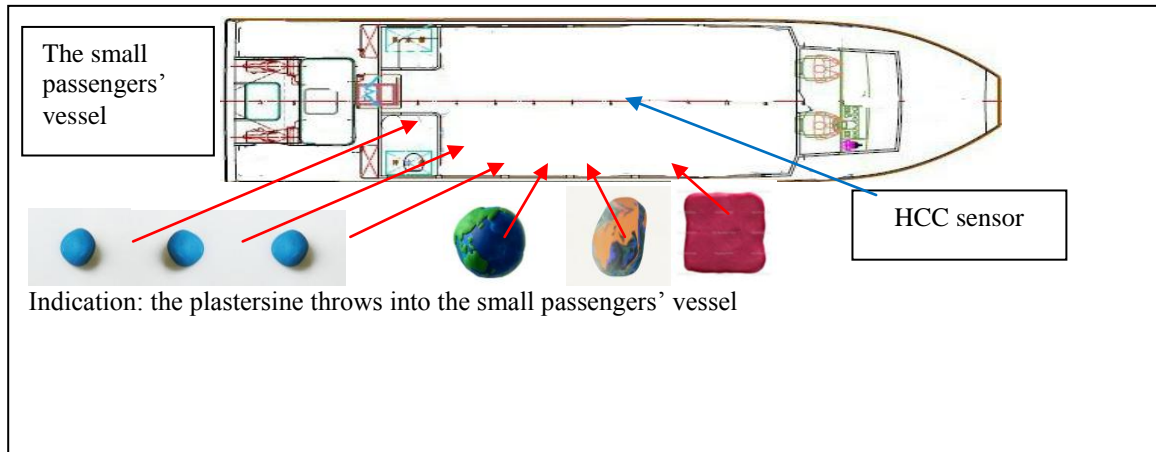 The small
passengers'
vessel
HCC sensor
Indication: the plastersine throws into the small passengers' vessel